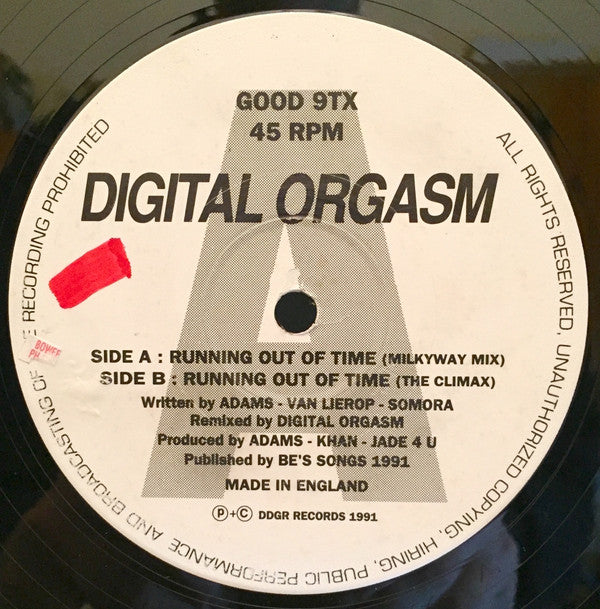 GOOD 9TX
45 RPM
DIGITAL ORGASM
A
SIDE A : RUNNING OUT OF TIME (MILKYWAY MIX)
SIDE B : RUNNING OUT OF TIME (THE CLIMAX)
Written by ADAMS - VAN LIEROP - SOMORA
Remixed by DIGITAL ORGASM
Produced by ADAMS - KHAN - JADE 4 U
Published by BE'S SONGS 1991
MADE IN ENGLAND
Ⓟ+Ⓒ DDGR RECORDS 1991
ALL RIGHTS RESERVED, UNAUTHORIZED COPYING, HIRING, PUBLIC PERFORMANCE AND BROADCASTING OF RECORDING PROHIBITED